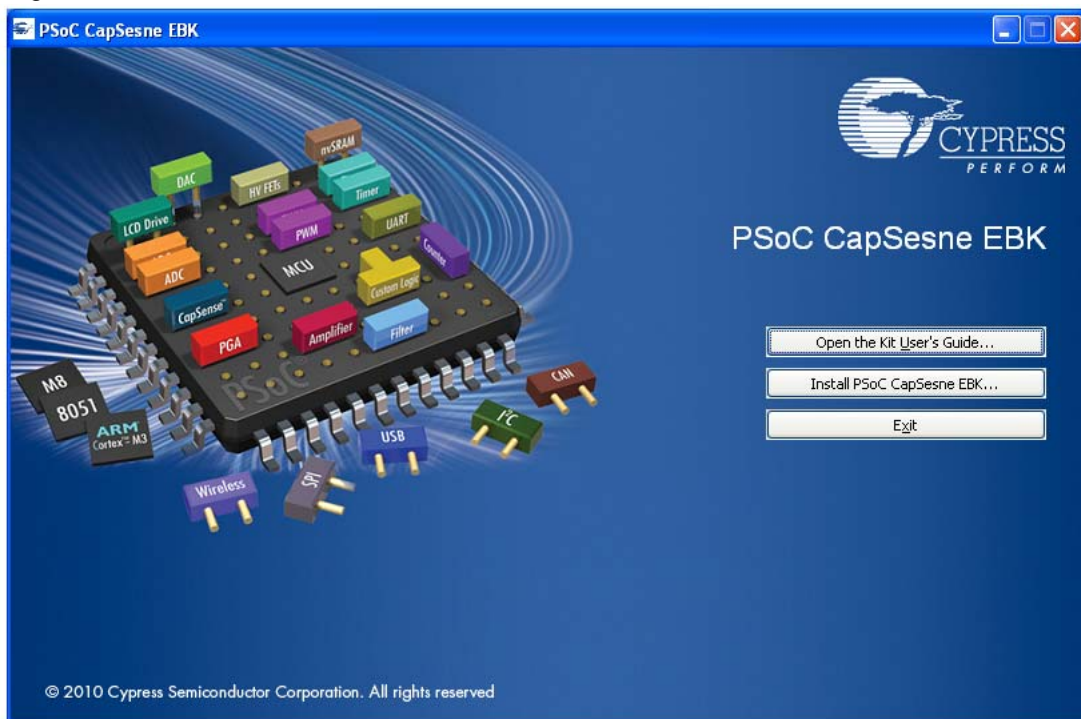 PSoC CapSesne EBK
CYPRESS
PERFORM
PSoC CapSesne EBK
Open the Kit User's Guide...
Install PSoC CapSesne EBK...
Exit
nvSRAM
DAC
HV FETs
Timer
LCD Drive
PWM
UART
ADC
MCU
Counter
CapSense™
Custom Logic
PGA
Amplifier
Filter
PSoC
M8
8051
ARM
Cortex™-M3
CAN
I²C
USB
SPI
Wireless
© 2010 Cypress Semiconductor Corporation. All rights reserved